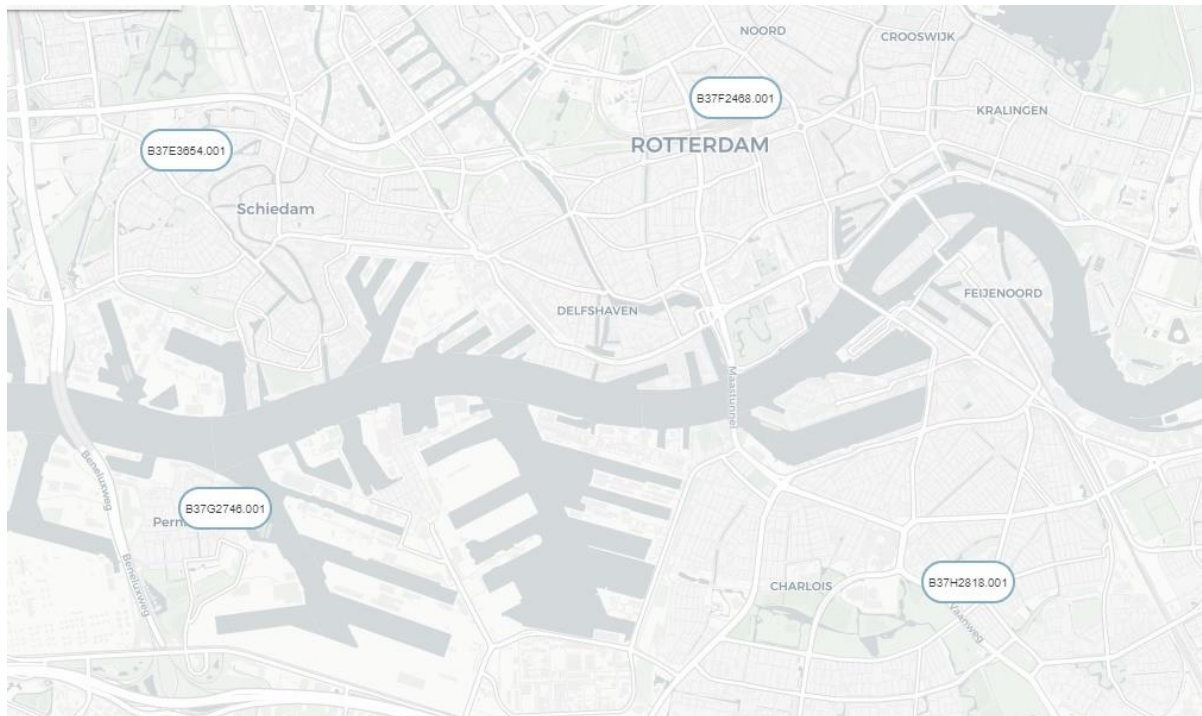 NOORD
CROOSWIJK
B37F2468.001
KRALINGEN
B37E3654.001
ROTTERDAM
Schiedam
FEIJENOORD
DELFSHAVEN
Maastunnel
Beneluxweg
B37G2746.001
Pern
Beneluxweg
B37H2818.001
CHARLOIS
Vaanweg